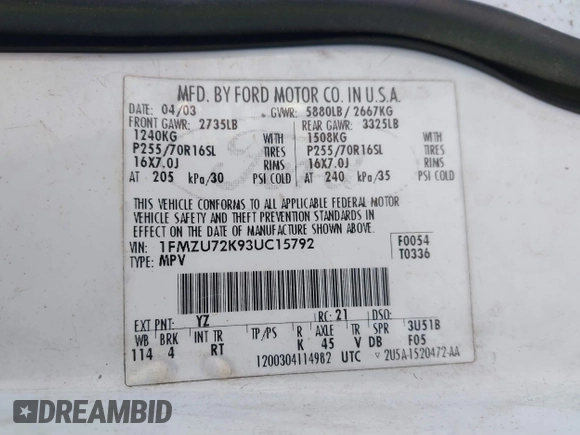 MFD. BY FORD MOTOR CO. IN U.S.A.
DATE: 04/03 GVWR: 5880LB/2667KG
FRONT GAWR: 2735LB REAR GAWR: 3325LB
1240KG WITH 1508KG WITH
P255/70R16SL TIRES P255/70R16SL TIRES
16X7.0J RIMS 16X7.0J RIMS
AT 205 kPa/30 PSI COLD AT 240 kPa/35 PSI COLD
THIS VEHICLE CONFORMS TO ALL APPLICABLE FEDERAL MOTOR
VEHICLE SAFETY AND THEFT PREVENTION STANDARDS IN
EFFECT ON THE DATE OF MANUFACTURE SHOWN ABOVE.
VIN: 1FMZU72K93UC15792 F0054
TYPE: MPV T0336
EXT PNT: YZ RC: 21 DSO:
WB BRK INT TR TP/PS R AXLE TR SPR 3U51B
114 4 RT K 45 V DB F05
1200304114982 UTC 2U5A-1520472-AA
Ford
DREAMBID